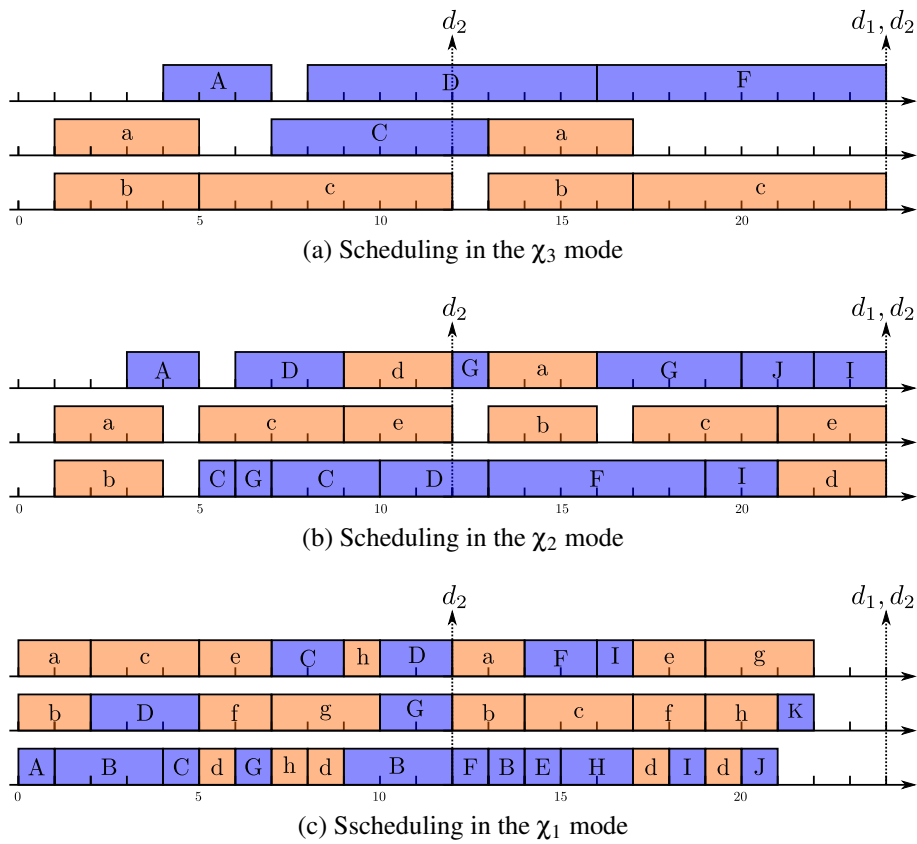 d₂ d₁, d₂
A D F
a C a
b c b c
0 5 10 15 20
(a) Scheduling in the χ₃ mode
d₂ d₁, d₂
A D d G a G J I
a c e b c e
b C G C D F I d
0 5 10 15 20
(b) Scheduling in the χ₂ mode
d₂ d₁, d₂
a c e C h D a F I e g
b D f g G b c f h K
A B C d G h d B F B E H d I d J
0 5 10 15 20
(c) Sscheduling in the χ₁ mode